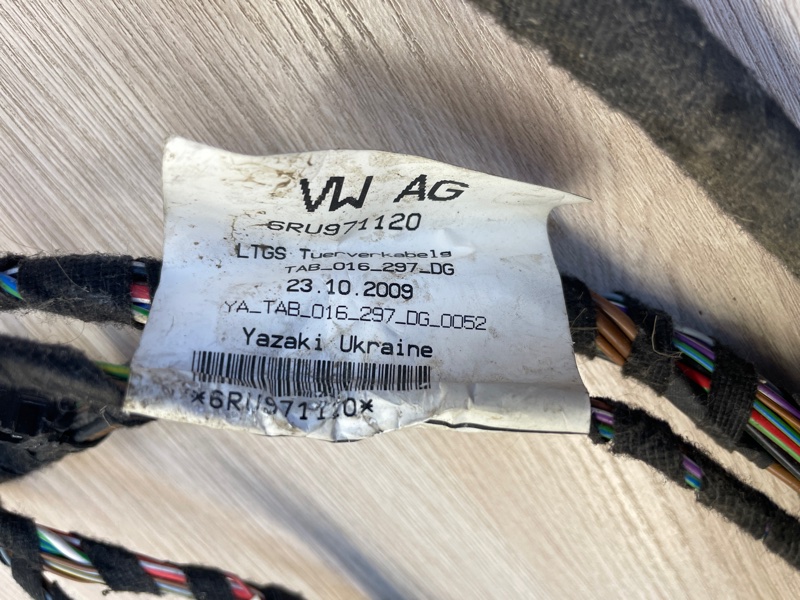 VW AG
6RU971120
LTGS Tuerverkabels
TAB_016_297_DG
23.10.2009
YA_TAB_016_297_DG_0052
Yazaki Ukraine
*6RU971120*